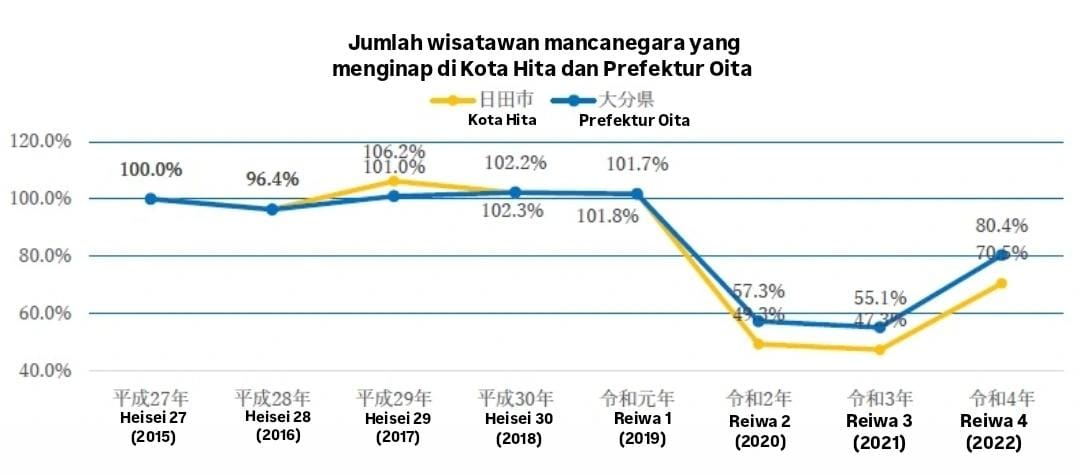 Jumlah wisatawan mancanegara yang
menginap di Kota Hita dan Prefektur Oita
日田市 大分県
Kota Hita Prefektur Oita
120.0%
100.0%
80.0%
60.0%
40.0%
100.0%
96.4%
106.2%
101.0%
102.2%
102.3%
101.7%
101.8%
57.3%
49.3%
55.1%
47.3%
80.4%
70.5%
平成27年 平成28年 平成29年 平成30年 令和元年 令和2年 令和3年 令和4年
Heisei 27 Heisei 28 Heisei 29 Heisei 30 Reiwa 1 Reiwa 2 Reiwa 3 Reiwa 4
(2015) (2016) (2017) (2018) (2019) (2020) (2021) (2022)